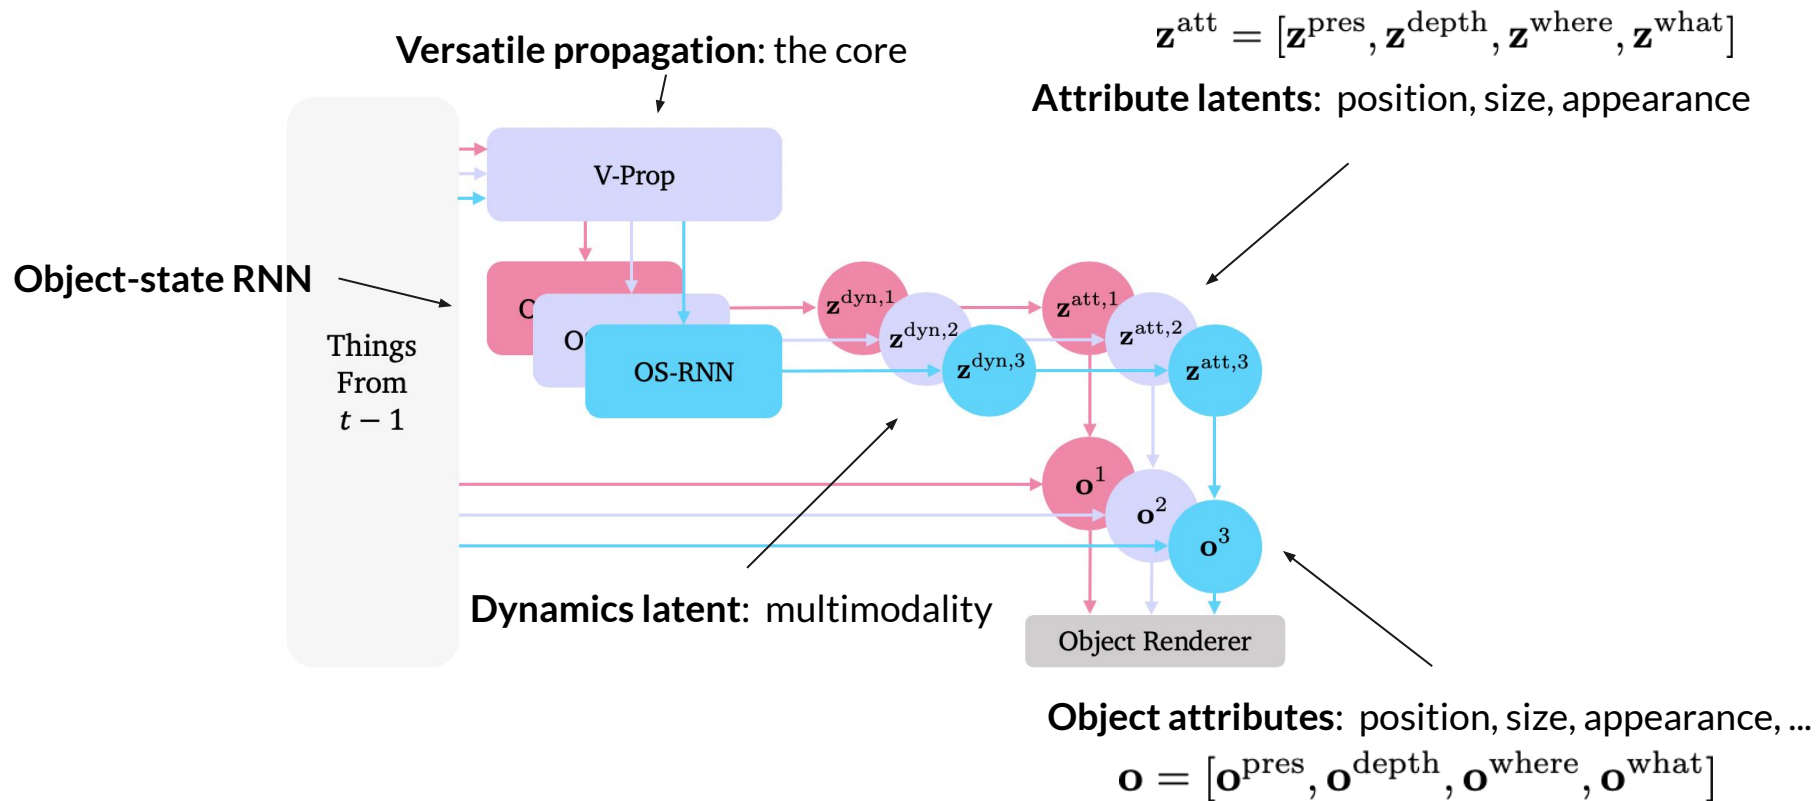 Versatile propagation: the core
z^att = [z^pres, z^depth, z^where, z^what]
Attribute latents: position, size, appearance
V-Prop
Object-state RNN
Things
From
t − 1
O
O
OS-RNN
z^dyn,1
z^dyn,2
z^dyn,3
z^att,1
z^att,2
z^att,3
o^1
o^2
o^3
Dynamics latent: multimodality
Object Renderer
Object attributes: position, size, appearance, ...
o = [o^pres, o^depth, o^where, o^what]